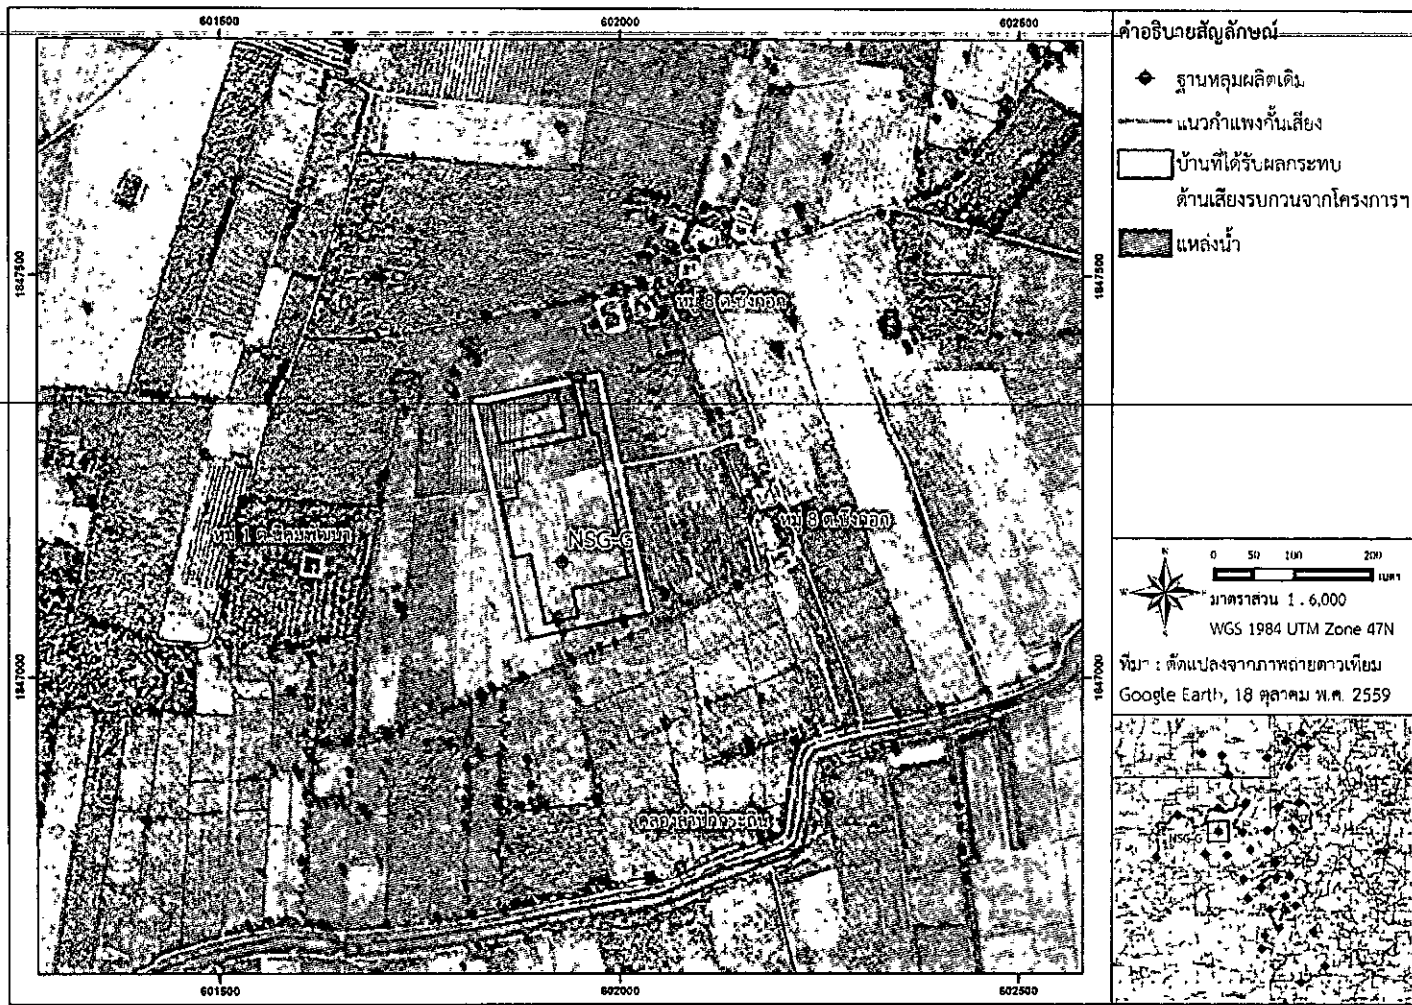 601500
602000
602500
คำอธิบายสัญลักษณ์
ฐานหลุมผลิตเดิม
แนวกำแพงกั้นเสียง
บ้านที่ได้รับผลกระทบ
ด้านเสียงรบกวนจากโครงการฯ
แหล่งน้ำ
1847500
1847500
หมู่ 8 ต.บึงกอก
หมู่ 8 ต.บึงกอก
NSG-G
N
0 50 100 200
เมตร
มาตราส่วน 1 : 6,000
WGS 1984 UTM Zone 47N
ที่มา : ดัดแปลงจากภาพถ่ายดาวเทียม
Google Earth, 18 ตุลาคม พ.ศ. 2559
1847000
1847000
NSG-G
601500
602000
602500